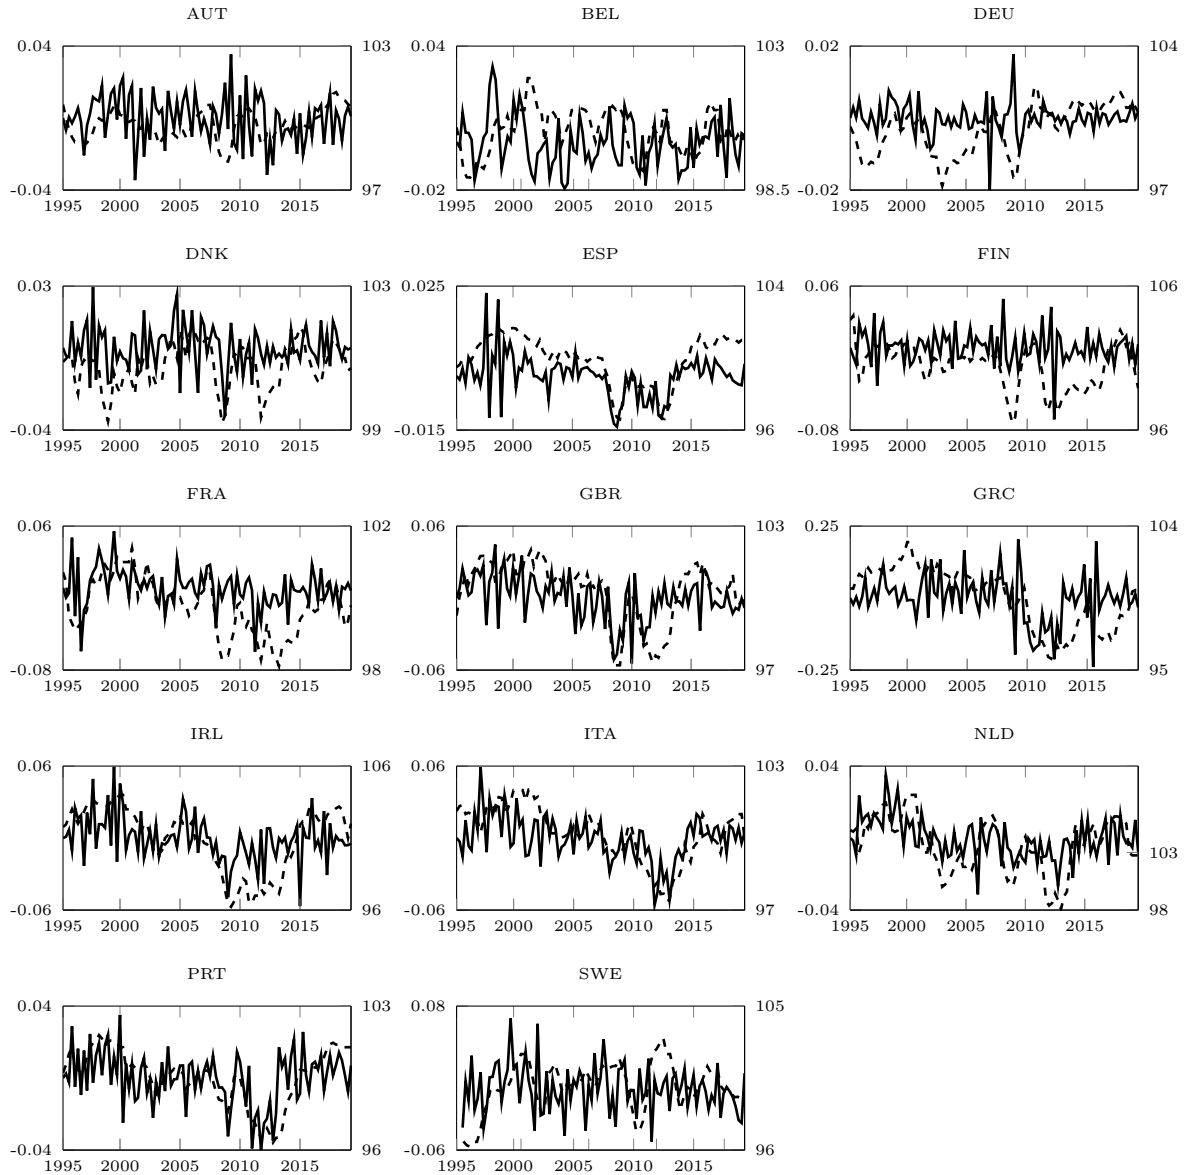 AUT BEL DEU
0.04 103 0.04 103 0.02 104
-0.04 97 -0.02 98.5 -0.02 97
1995 2000 2005 2010 2015 1995 2000 2005 2010 2015 1995 2000 2005 2010 2015
DNK ESP FIN
0.03 103 0.025 104 0.06 106
-0.04 99 -0.015 96 -0.08 96
1995 2000 2005 2010 2015 1995 2000 2005 2010 2015 1995 2000 2005 2010 2015
FRA GBR GRC
0.06 102 0.06 103 0.25 104
-0.08 98 -0.06 97 -0.25 95
1995 2000 2005 2010 2015 1995 2000 2005 2010 2015 1995 2000 2005 2010 2015
IRL ITA NLD
0.06 106 0.06 103 0.04
103
-0.06 96 -0.06 97 -0.04 98
1995 2000 2005 2010 2015 1995 2000 2005 2010 2015 1995 2000 2005 2010 2015
PRT SWE
0.04 103 0.08 105
-0.04 96 -0.06 96
1995 2000 2005 2010 2015 1995 2000 2005 2010 2015